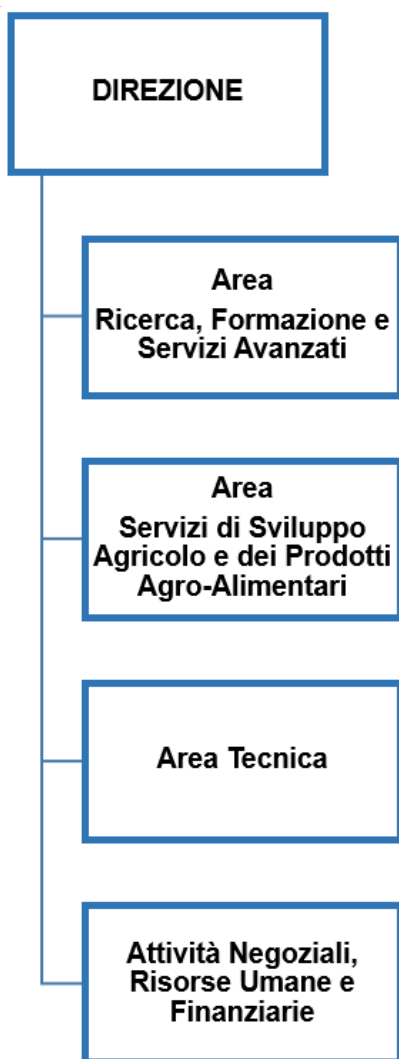 DIREZIONE
Area
Ricerca, Formazione e
Servizi Avanzati
Area
Servizi di Sviluppo
Agricolo e dei Prodotti
Agro-Alimentari
Area Tecnica
Attività Negoziali,
Risorse Umane e
Finanziarie